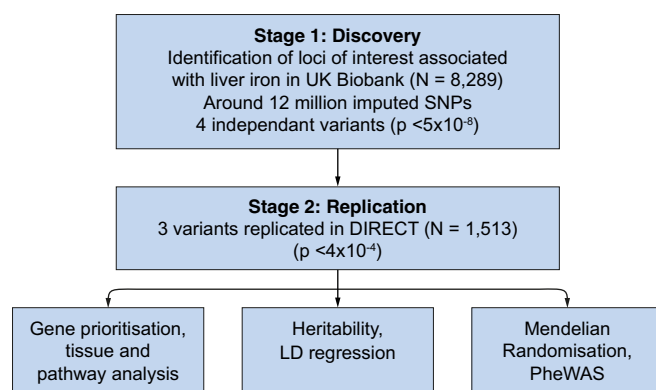 Stage 1: Discovery
Identification of loci of interest associated
with liver iron in UK Biobank (N = 8,289)
Around 12 million imputed SNPs
4 independant variants (p <5x10⁻⁸)
Stage 2: Replication
3 variants replicated in DIRECT (N = 1,513)
(p <4x10⁻⁴)
Gene prioritisation,
tissue and
pathway analysis
Heritability,
LD regression
Mendelian
Randomisation,
PheWAS